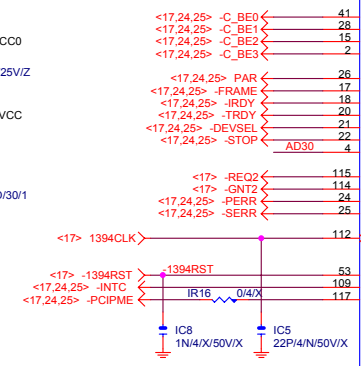 <17,24,25> -C_BE0 41
<17,24,25> -C_BE1 28
CC0 <17,24,25> -C_BE2 15
<17,24,25> -C_BE3 2
25V/Z <17,24,25> PAR 26
<17,24,25> -FRAME 17
<17,24,25> -IRDY 18
VCC <17,24,25> -TRDY 20
<17,24,25> -DEVSEL 21
<17,24,25> -STOP 22
AD30 4
<17> -REQ2 115
0/30/1 <17> -GNT2 114
<17,24,25> -PERR 24
<17,24,25> -SERR 25
<17> 1394CLK 112
<17> -1394RST -1394RST 53
<17,24,25> -INTC 109
<17,24,25> -PCIPME IR16 0/4/X 117
IC8 IC5
1N/4/X/50V/X 22P/4/N/50V/X